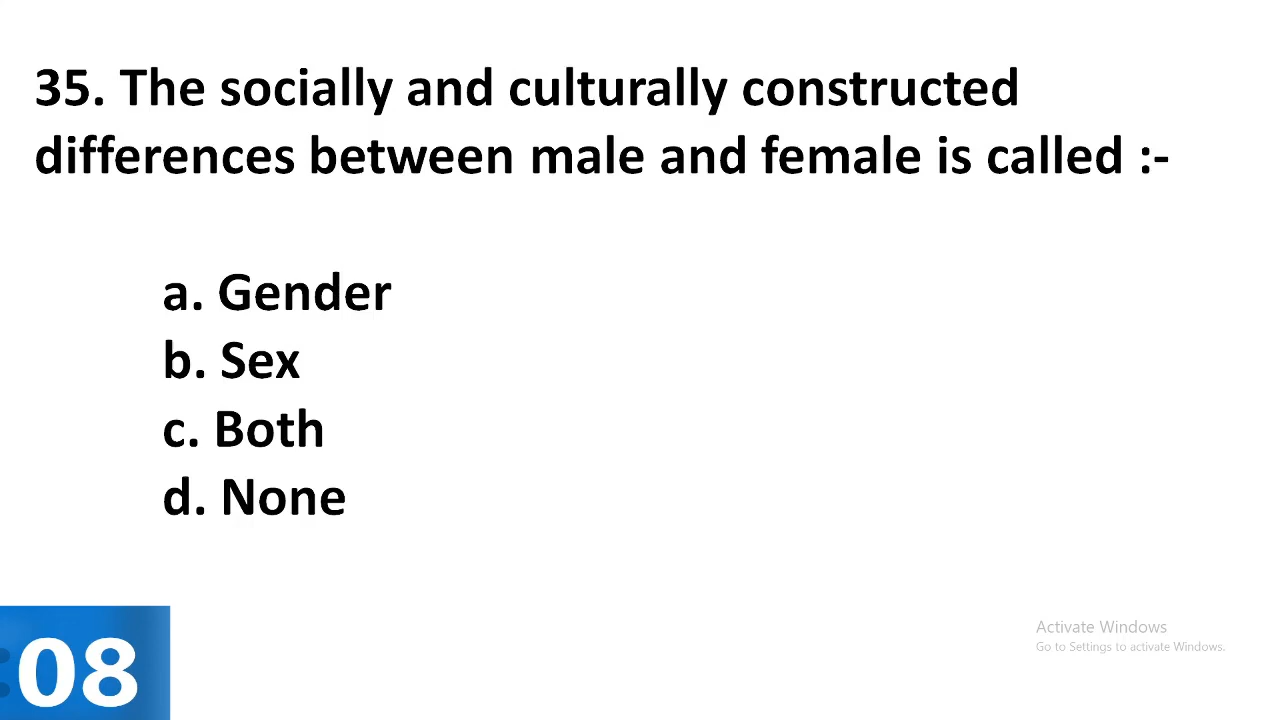 35. The socially and culturally constructed
differences between male and female is called :-
a. Gender
b. Sex
c. Both
d. None
08
Activate Windows
Go to Settings to activate Windows.